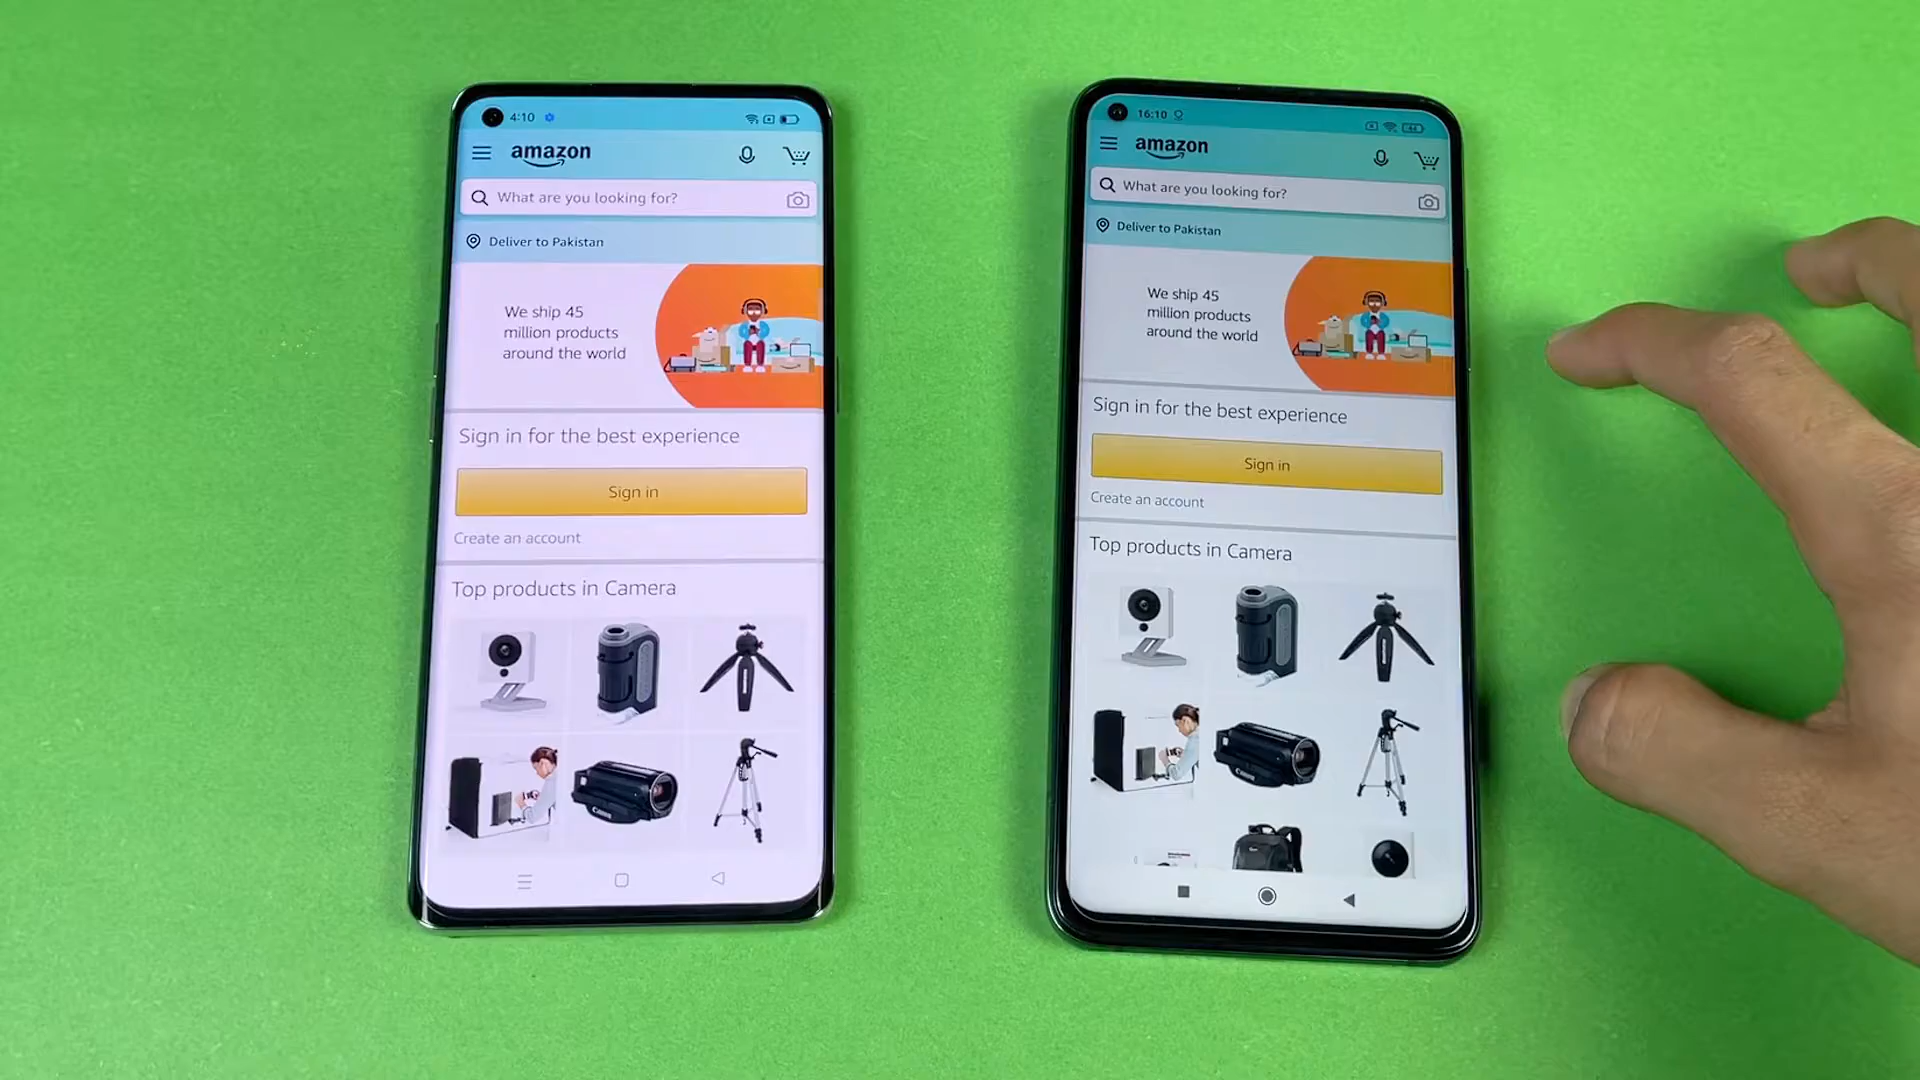 4:10
amazon
What are you looking for?
Deliver to Pakistan
We ship 45
million products
around the world
Sign in for the best experience
Sign in
Create an account
Top products in Camera
Canon
16:10
amazon
What are you looking for?
Deliver to Pakistan
We ship 45
million products
around the world
Sign in for the best experience
Sign in
Create an account
Top products in Camera
Canon